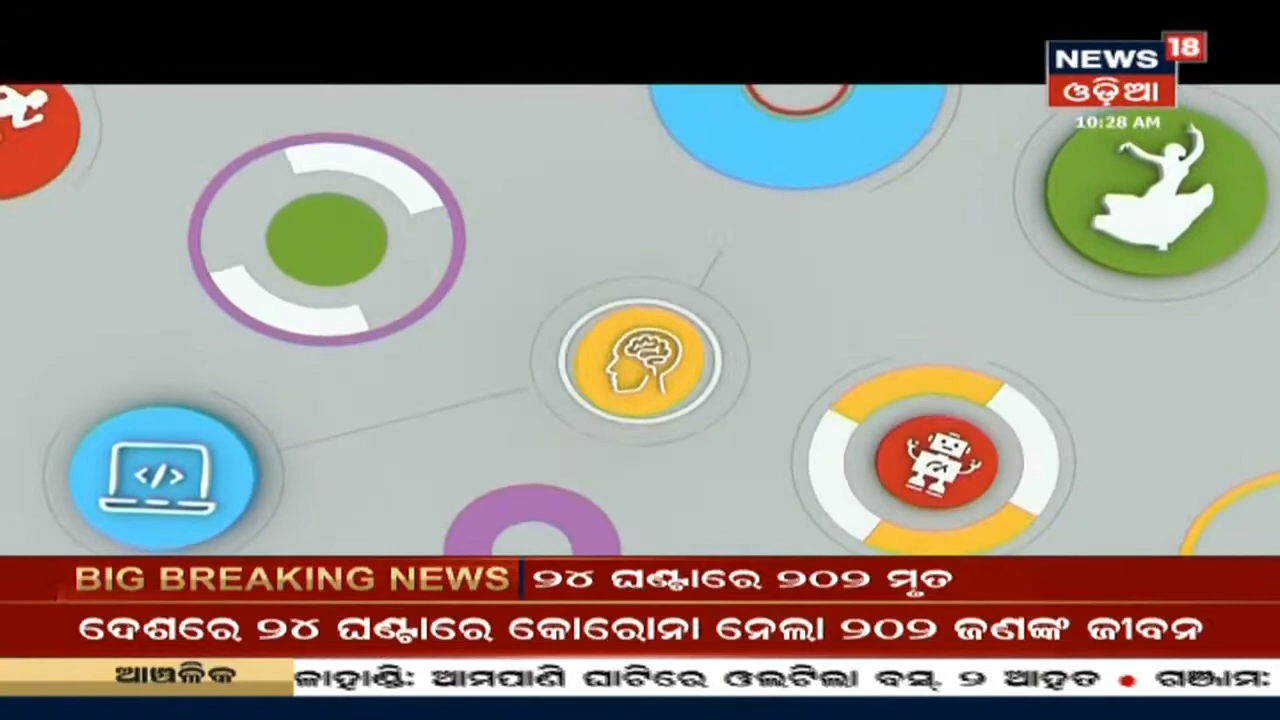 NEWS 18
ଓଡ଼ିଆ
10:28 AM
BIG BREAKING NEWS ୨୪ ଘଣ୍ଟାରେ ୨୦୨ ମୃତ
ଦେଶରେ ୨୪ ଘଣ୍ଟାରେ କୋରୋନା ନେଲା ୨୦୨ ଜଣଙ୍କ ଜୀବନ
ଆଞ୍ଚଳିକ ଳାହାଣ୍ଡି: ଆମପାଣି ଘାଟିରେ ଓଲଟିଲା ବସ୍ ୨ ଆହତ • ଗଞ୍ଜାମ: